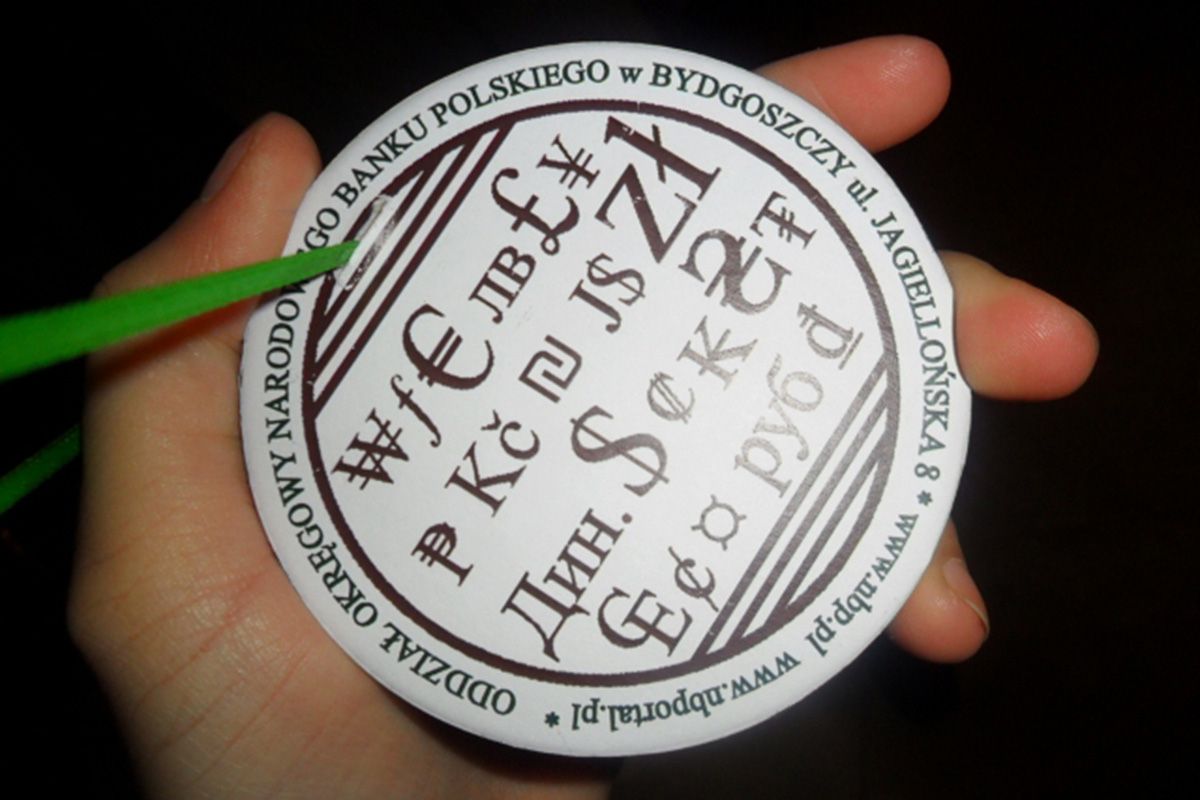 ODDZIAŁ OKRĘGOWY NARODOWEGO BANKU POLSKIEGO w BYDGOSZCZY ul. JAGIELLOŃSKA 8 * www.nbp.pl www.nbportal.pl *
₩ ƒ € ЛВ £ ¥
₱ Kč ₪ J$ Zł
Дин. $ ₡ ₭ ₴ ₮
₠ ¢ ¤ руб ₫